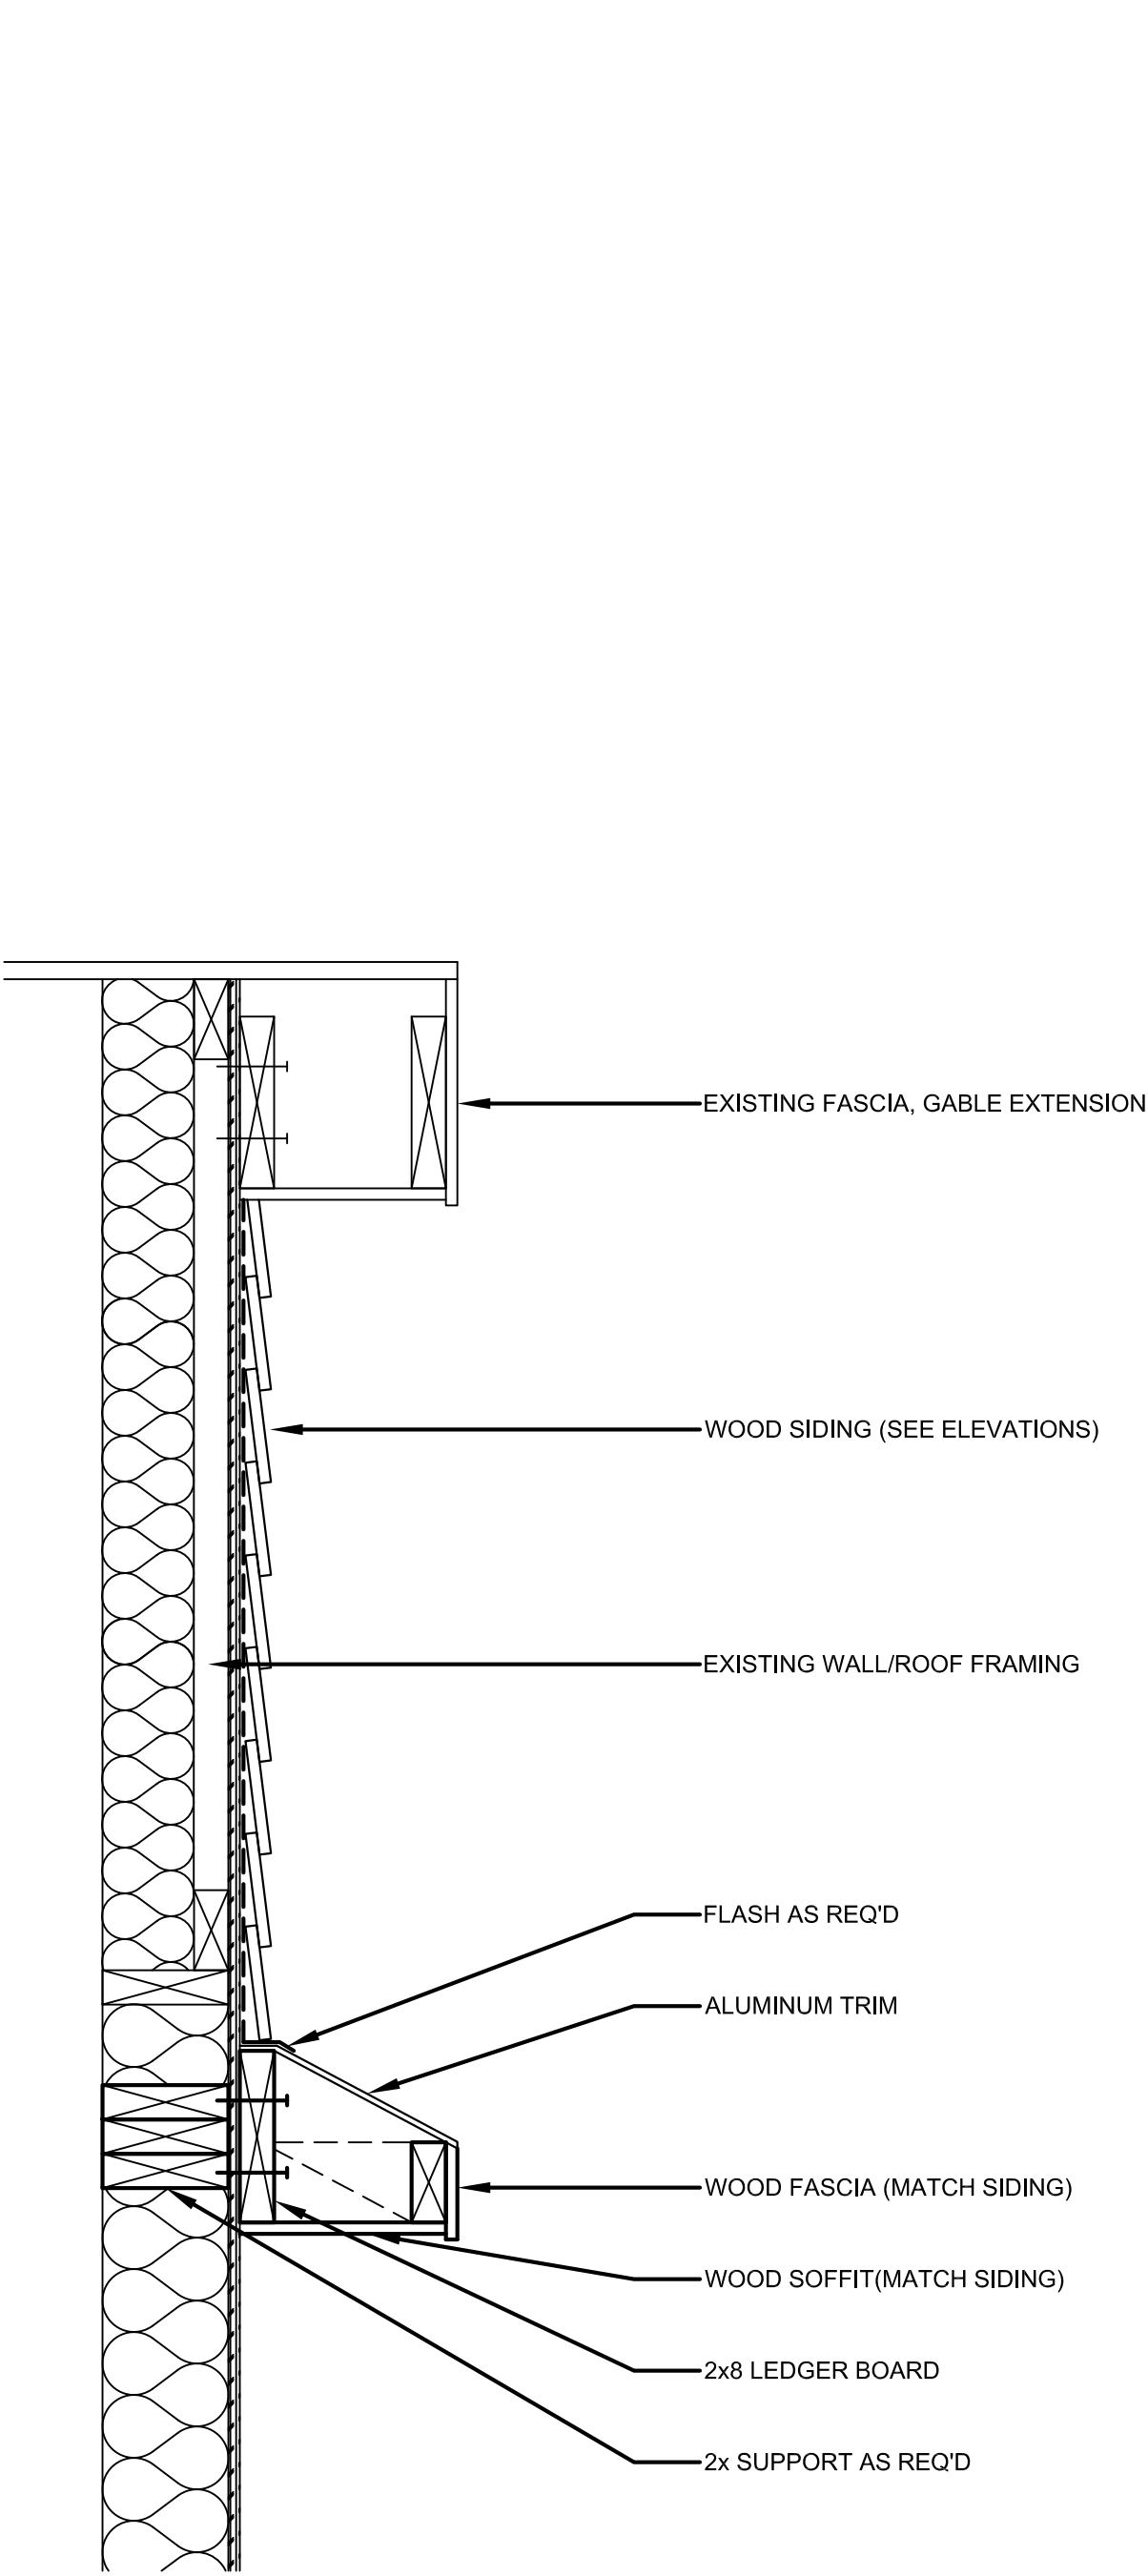 EXISTING FASCIA, GABLE EXTENSION
WOOD SIDING (SEE ELEVATIONS)
EXISTING WALL/ROOF FRAMING
FLASH AS REQ'D
ALUMINUM TRIM
WOOD FASCIA (MATCH SIDING)
WOOD SOFFIT(MATCH SIDING)
2x8 LEDGER BOARD
2x SUPPORT AS REQ'D